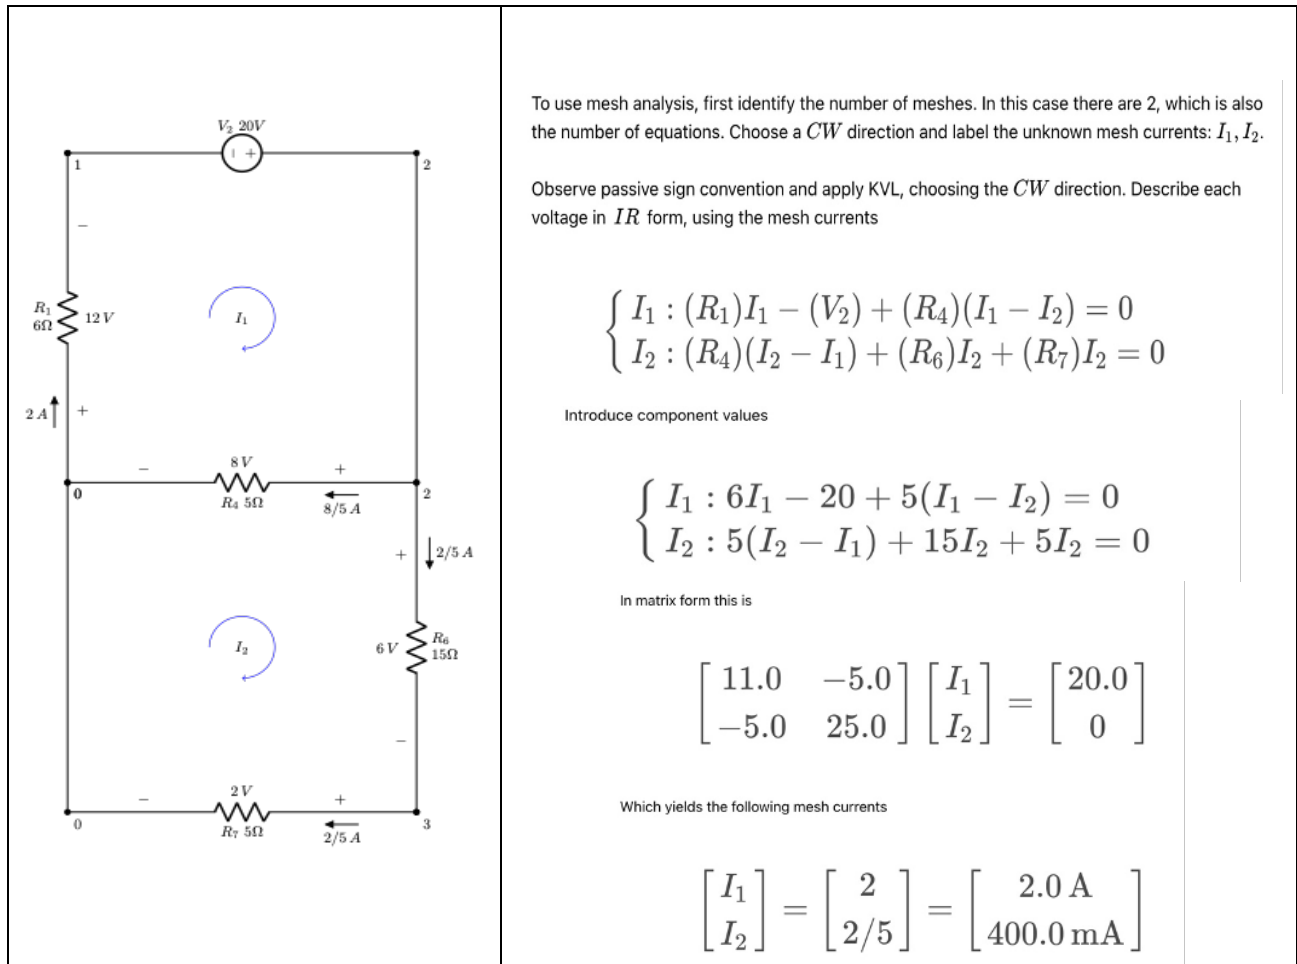 V₂ 20V
− +
1
2
−
R₁
6Ω
12 V
I₁
2 A
+
8 V
−
+
0
R₄ 5Ω
8/5 A
2
+
2/5 A
I₂
6 V
R₆
15Ω
−
2 V
−
+
0
R₇ 5Ω
2/5 A
3
To use mesh analysis, first identify the number of meshes. In this case there are 2, which is also
the number of equations. Choose a CW direction and label the unknown mesh currents: I₁, I₂.
Observe passive sign convention and apply KVL, choosing the CW direction. Describe each
voltage in IR form, using the mesh currents
I₁ : (R₁)I₁ − (V₂) + (R₄)(I₁ − I₂) = 0
I₂ : (R₄)(I₂ − I₁) + (R₆)I₂ + (R₇)I₂ = 0
Introduce component values
I₁ : 6I₁ − 20 + 5(I₁ − I₂) = 0
I₂ : 5(I₂ − I₁) + 15I₂ + 5I₂ = 0
In matrix form this is
[11.0 −5.0] [I₁] = [20.0]
[−5.0 25.0] [I₂] [0]
Which yields the following mesh currents
[I₁] = [2] = [2.0 A]
[I₂] [2/5] [400.0 mA]